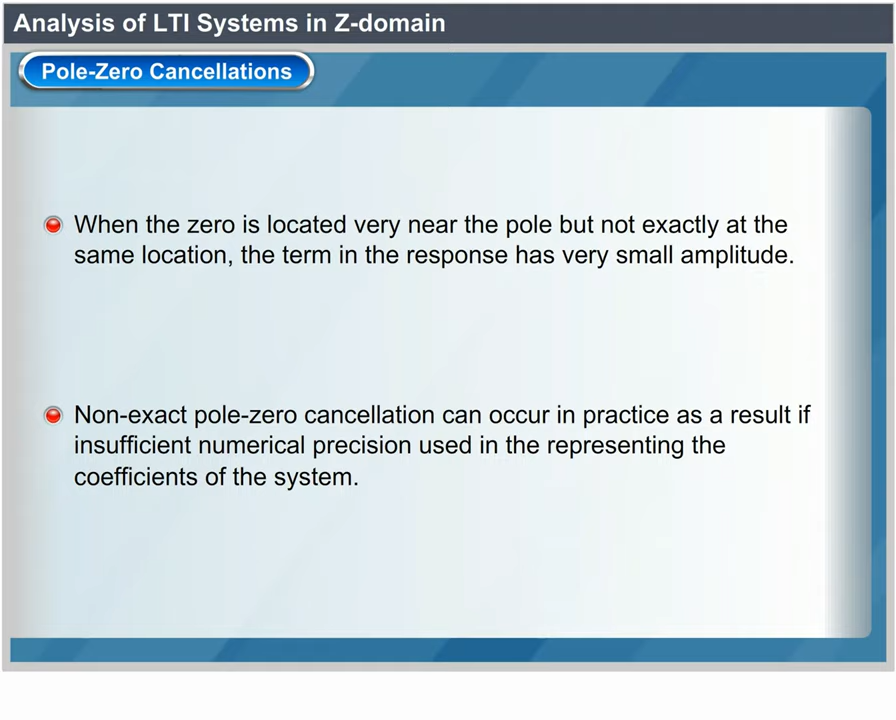 Analysis of LTI Systems in Z-domain
Pole-Zero Cancellations
When the zero is located very near the pole but not exactly at the
same location, the term in the response has very small amplitude.
Non-exact pole-zero cancellation can occur in practice as a result if
insufficient numerical precision used in the representing the
coefficients of the system.